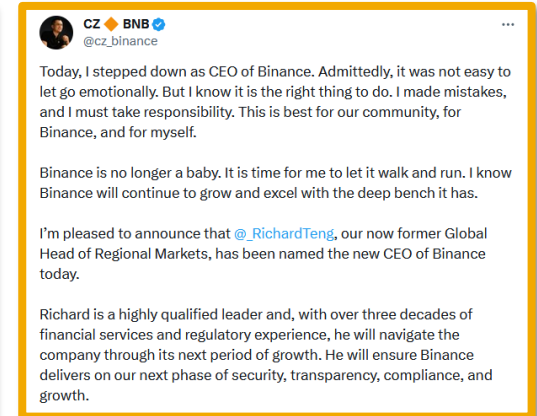 CZ 🔶 BNB
@cz_binance
Today, I stepped down as CEO of Binance. Admittedly, it was not easy to
let go emotionally. But I know it is the right thing to do. I made mistakes,
and I must take responsibility. This is best for our community, for
Binance, and for myself.
Binance is no longer a baby. It is time for me to let it walk and run. I know
Binance will continue to grow and excel with the deep bench it has.
I’m pleased to announce that @_RichardTeng, our now former Global
Head of Regional Markets, has been named the new CEO of Binance
today.
Richard is a highly qualified leader and, with over three decades of
financial services and regulatory experience, he will navigate the
company through its next period of growth. He will ensure Binance
delivers on our next phase of security, transparency, compliance, and
growth.